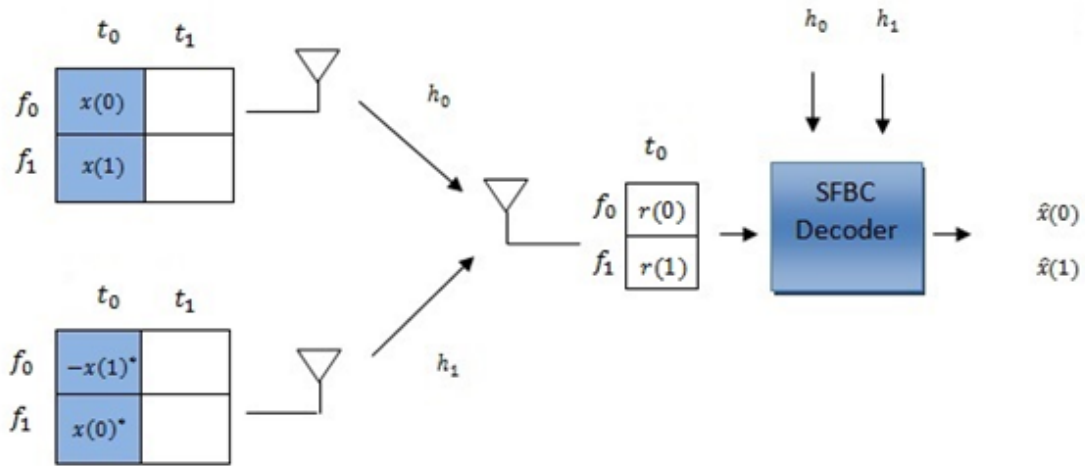 t₀ t₁
f₀ x(0)
f₁ x(1)
h₀
h₀ h₁
t₀
f₀ r(0)
f₁ r(1)
SFBC
Decoder
x̂(0)
x̂(1)
t₀ t₁
f₀ −x(1)*
f₁ x(0)*
h₁